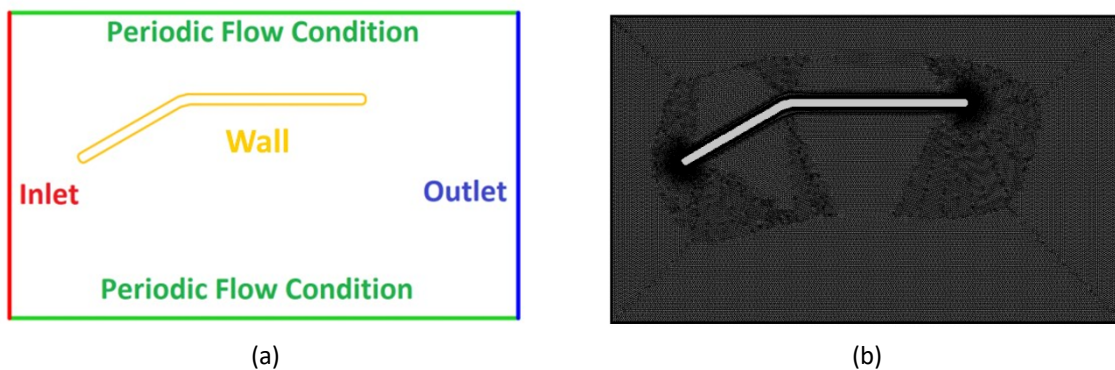 Periodic Flow Condition
Wall
Inlet
Outlet
Periodic Flow Condition
(a)
(b)